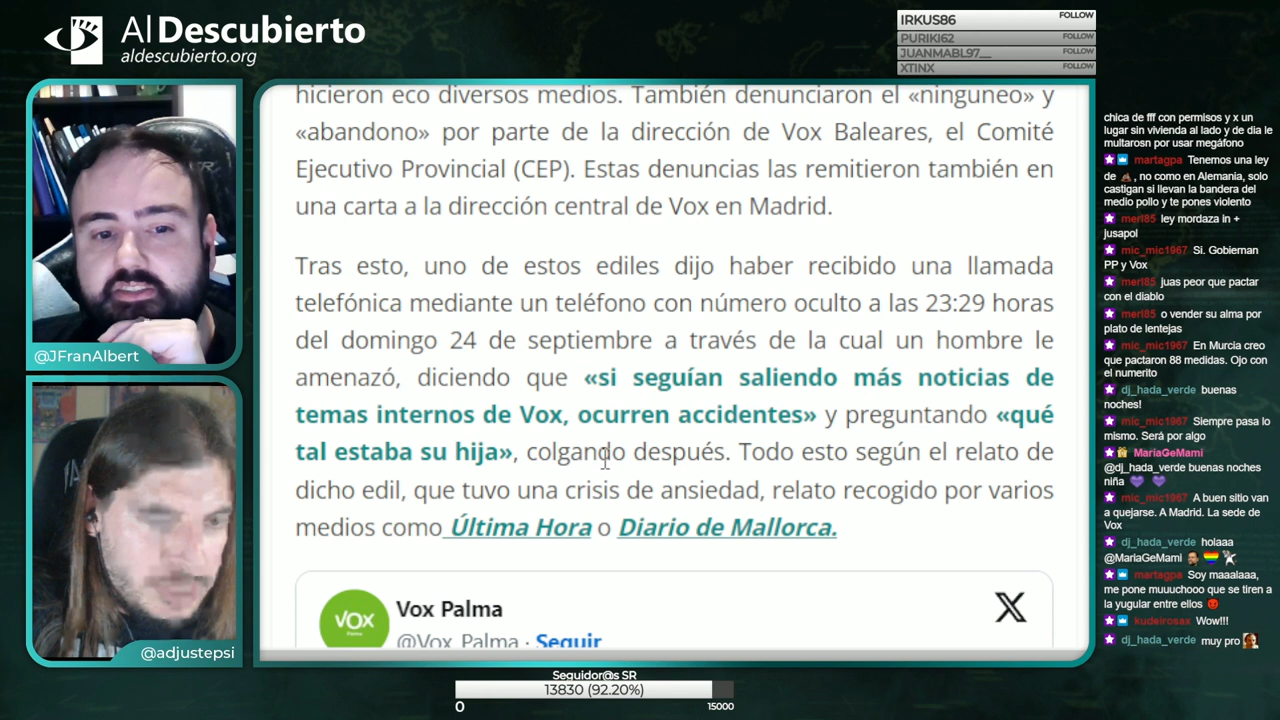 Al Descubierto
aldescubierto.org
IRKUS86 FOLLOW
PURIKI62 FOLLOW
JUANMABL97__ FOLLOW
XTINX FOLLOW
@JFranAlbert
@adjustepsi
hicieron eco diversos medios. También denunciaron el «ninguneo» y
«abandono» por parte de la dirección de Vox Baleares, el Comité
Ejecutivo Provincial (CEP). Estas denuncias las remitieron también en
una carta a la dirección central de Vox en Madrid.
Tras esto, uno de estos ediles dijo haber recibido una llamada
telefónica mediante un teléfono con número oculto a las 23:29 horas
del domingo 24 de septiembre a través de la cual un hombre le
amenazó, diciendo que «si seguían saliendo más noticias de
temas internos de Vox, ocurren accidentes» y preguntando «qué
tal estaba su hija», colgando después. Todo esto según el relato de
dicho edil, que tuvo una crisis de ansiedad, relato recogido por varios
medios como Última Hora o Diario de Mallorca.
VOX
Palma
Vox Palma
@Vox_Palma · Seguir
X
chica de fff con permisos y x un
lugar sin vivienda al lado y de dia le
multarosn por usar megáfono
martagpa Tenemos una ley
de 💩, no como en Alemania, solo
castigan si llevan la bandera del
medio pollo y te pones violento
meri85 ley mordaza in +
jusapol
mic_mic1967 Si. Gobiernan
PP y Vox
meri85 juas peor que pactar
con el diablo
meri85 o vender su alma por
plato de lentejas
mic_mic1967 En Murcia creo
que pactaron 88 medidas. Ojo con
el numerito
dj_hada_verde buenas
noches!
mic_mic1967 Siempre pasa lo
mismo. Será por algo
MariaGeMami
@dj_hada_verde buenas noches
niña 💜 💜
mic_mic1967 A buen sitio van
a quejarse. A Madrid. La sede de
Vox
dj_hada_verde holaaa
@MariaGeMami
martagpa Soy maaalaaa,
me pone muuuchooo que se tiren a
la yugular entre ellos 😡
kudeirosax Wow!!!
dj_hada_verde muy pro
Seguidor@s SR
13830 (92.20%)
0 15000